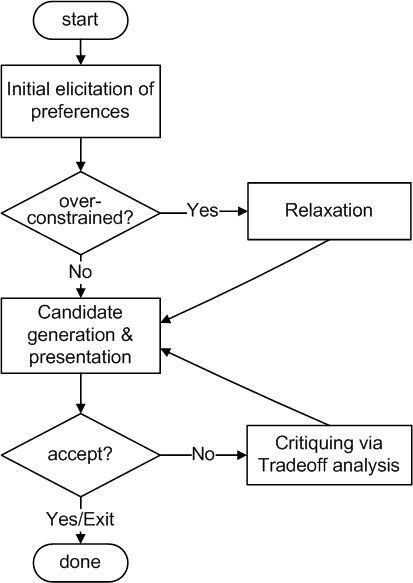 start
Initial elicitation of
preferences
over-
constrained?
Yes
Relaxation
No
Candidate
generation &
presentation
accept?
No
Critiquing via
Tradeoff analysis
Yes/Exit
done